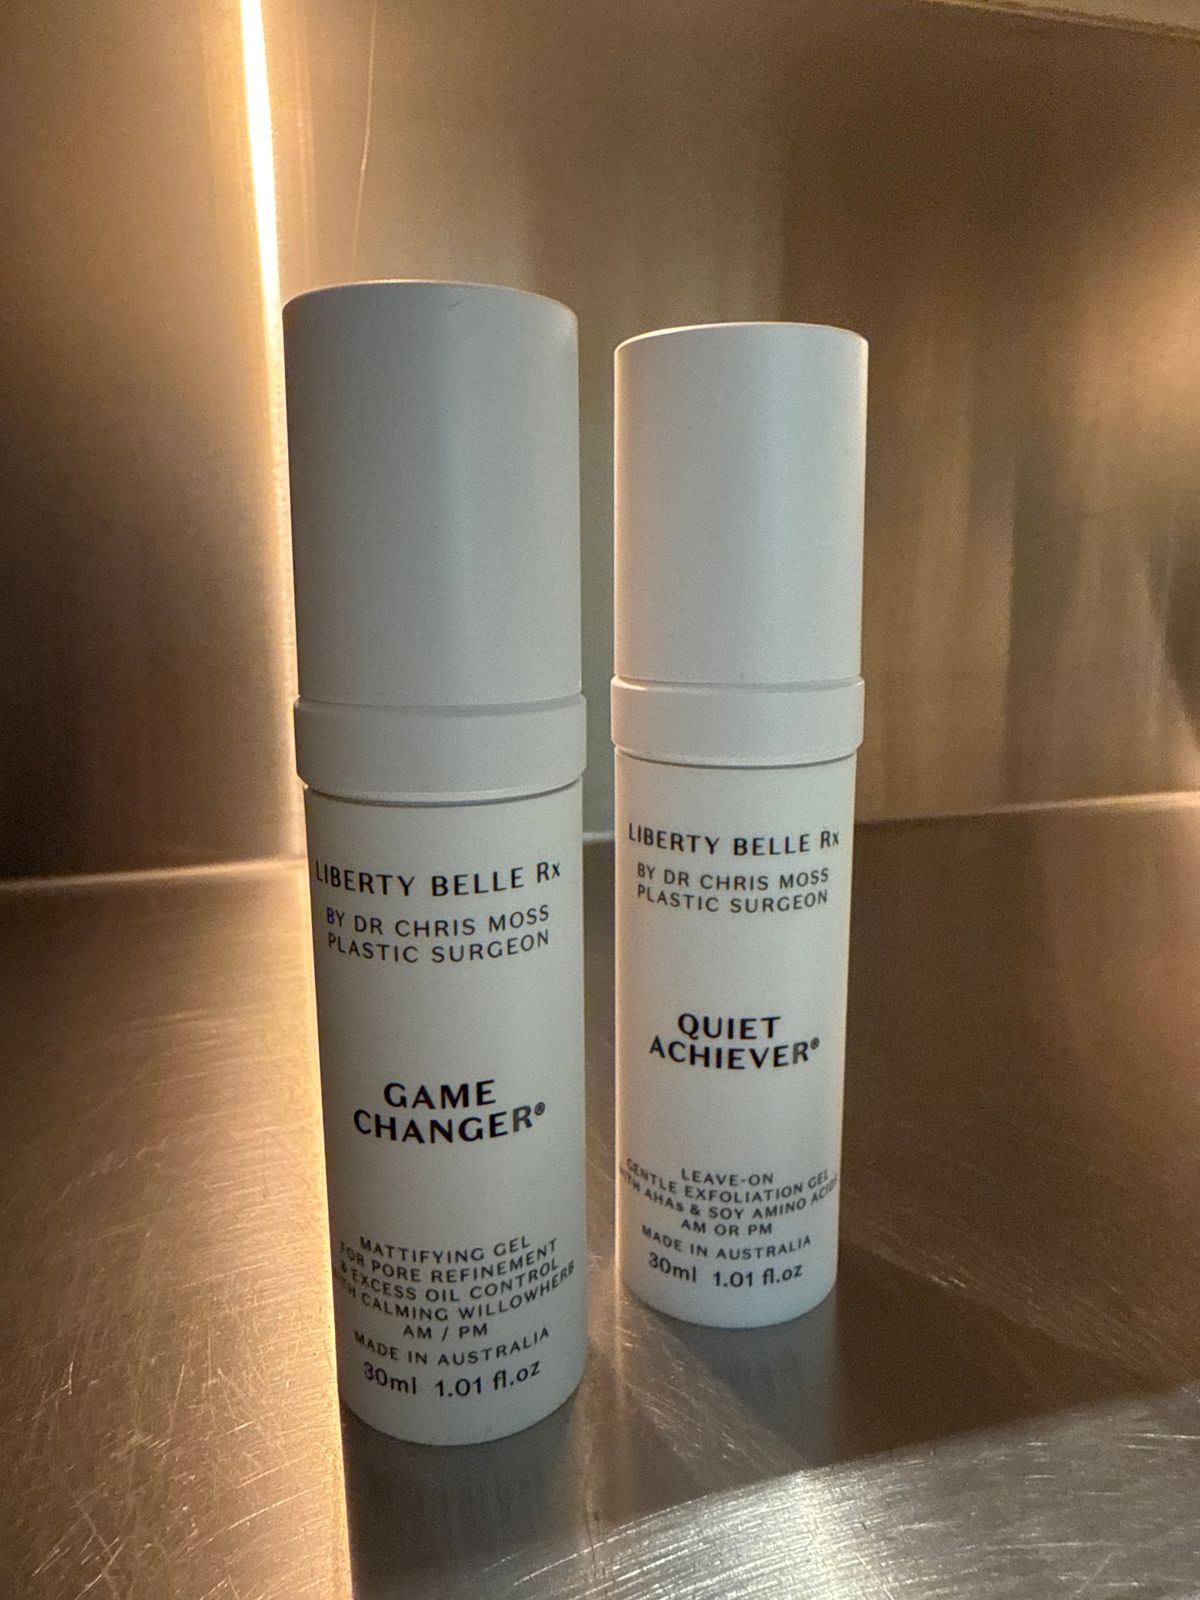 LIBERTY BELLE Rx
BY DR CHRIS MOSS
PLASTIC SURGEON
GAME
CHANGER®
MATTIFYING GEL
FOR PORE REFINEMENT
& EXCESS OIL CONTROL
WITH CALMING WILLOWHERB
AM / PM
MADE IN AUSTRALIA
30ml 1.01 fl.oz
LIBERTY BELLE Rx
BY DR CHRIS MOSS
PLASTIC SURGEON
QUIET
ACHIEVER®
LEAVE-ON
GENTLE EXFOLIATION GEL
WITH AHAs & SOY AMINO ACIDS
AM OR PM
MADE IN AUSTRALIA
30ml 1.01 fl.oz